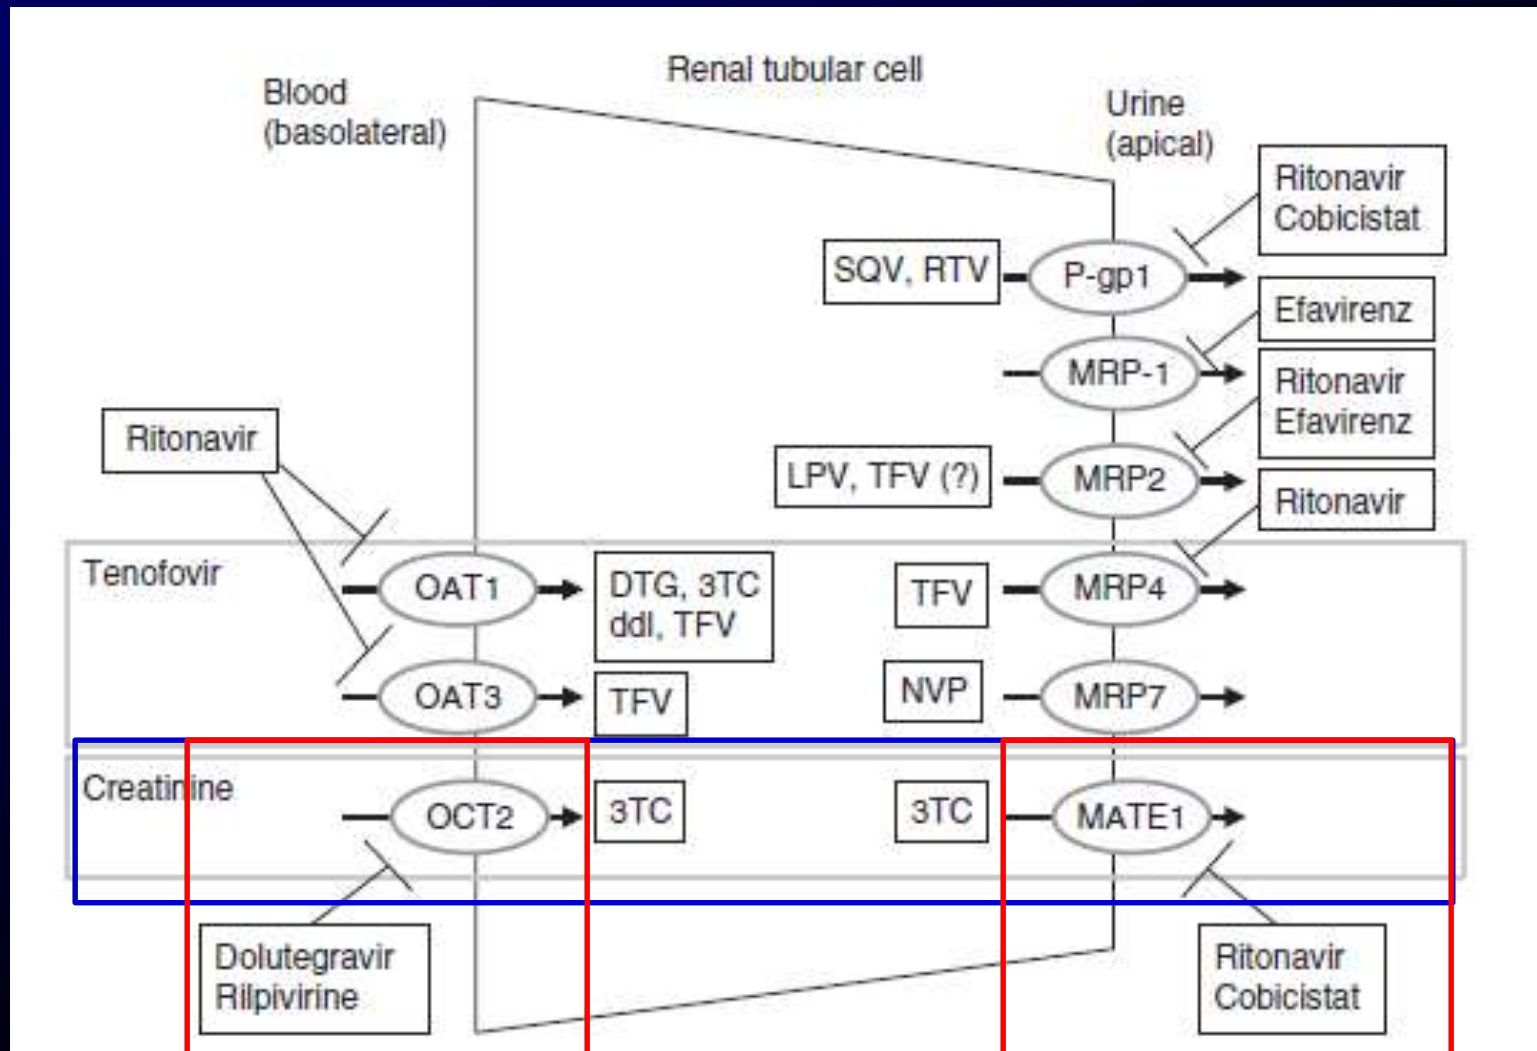 Renal tubular cell
Blood
(basolateral)
Urine
(apical)
Ritonavir
Cobicistat
SQV, RTV
P-gp1
Efavirenz
MRP-1
Ritonavir
Efavirenz
Ritonavir
LPV, TFV (?)
MRP2
Ritonavir
Tenofovir
OAT1
DTG, 3TC
ddI, TFV
TFV
MRP4
OAT3
TFV
NVP
MRP7
Creatinine
OCT2
3TC
3TC
MATE1
Dolutegravir
Rilpivirine
Ritonavir
Cobicistat